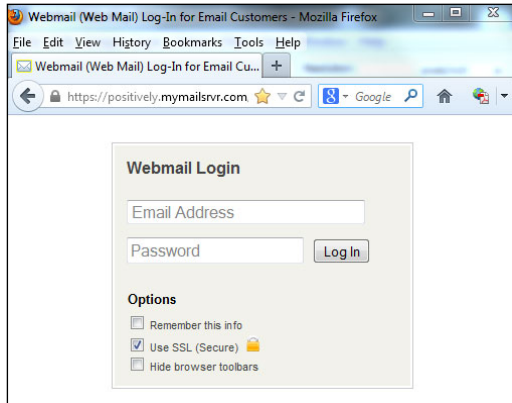 Webmail (Web Mail) Log-In for Email Customers - Mozilla Firefox
File Edit View History Bookmarks Tools Help
Webmail (Web Mail) Log-In for Email Cu... +
https://positively.mymailsrvr.com Google
Webmail Login
Email Address
Password Log In
Options
Remember this info
Use SSL (Secure)
Hide browser toolbars